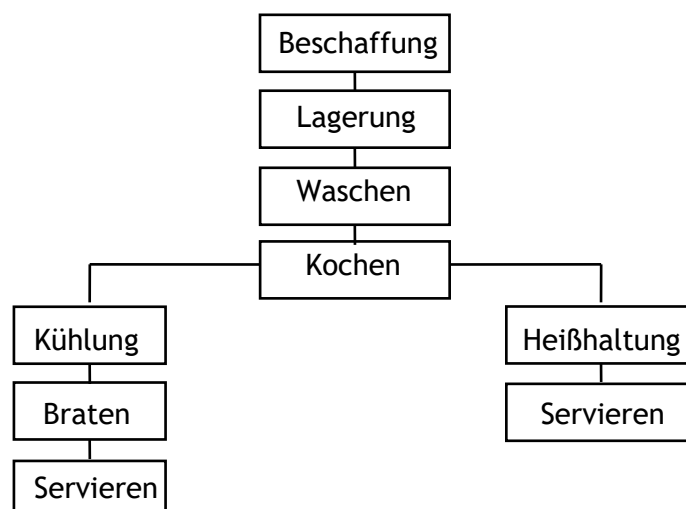 Beschaffung
Lagerung
Waschen
Kochen
Kühlung
Heißhaltung
Braten
Servieren
Servieren